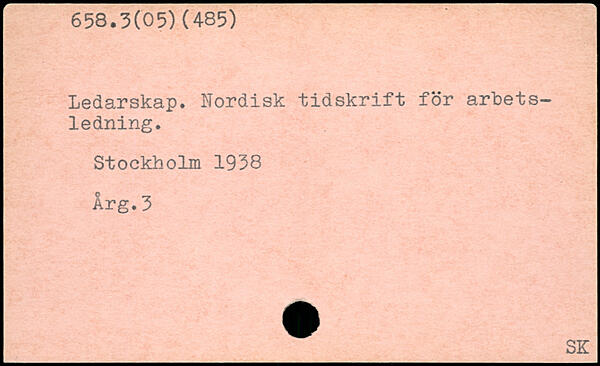 658.3(05)(485)
Ledarskap. Nordisk tidskrift för arbets-
ledning.
Stockholm 1938
Årg.3
SK